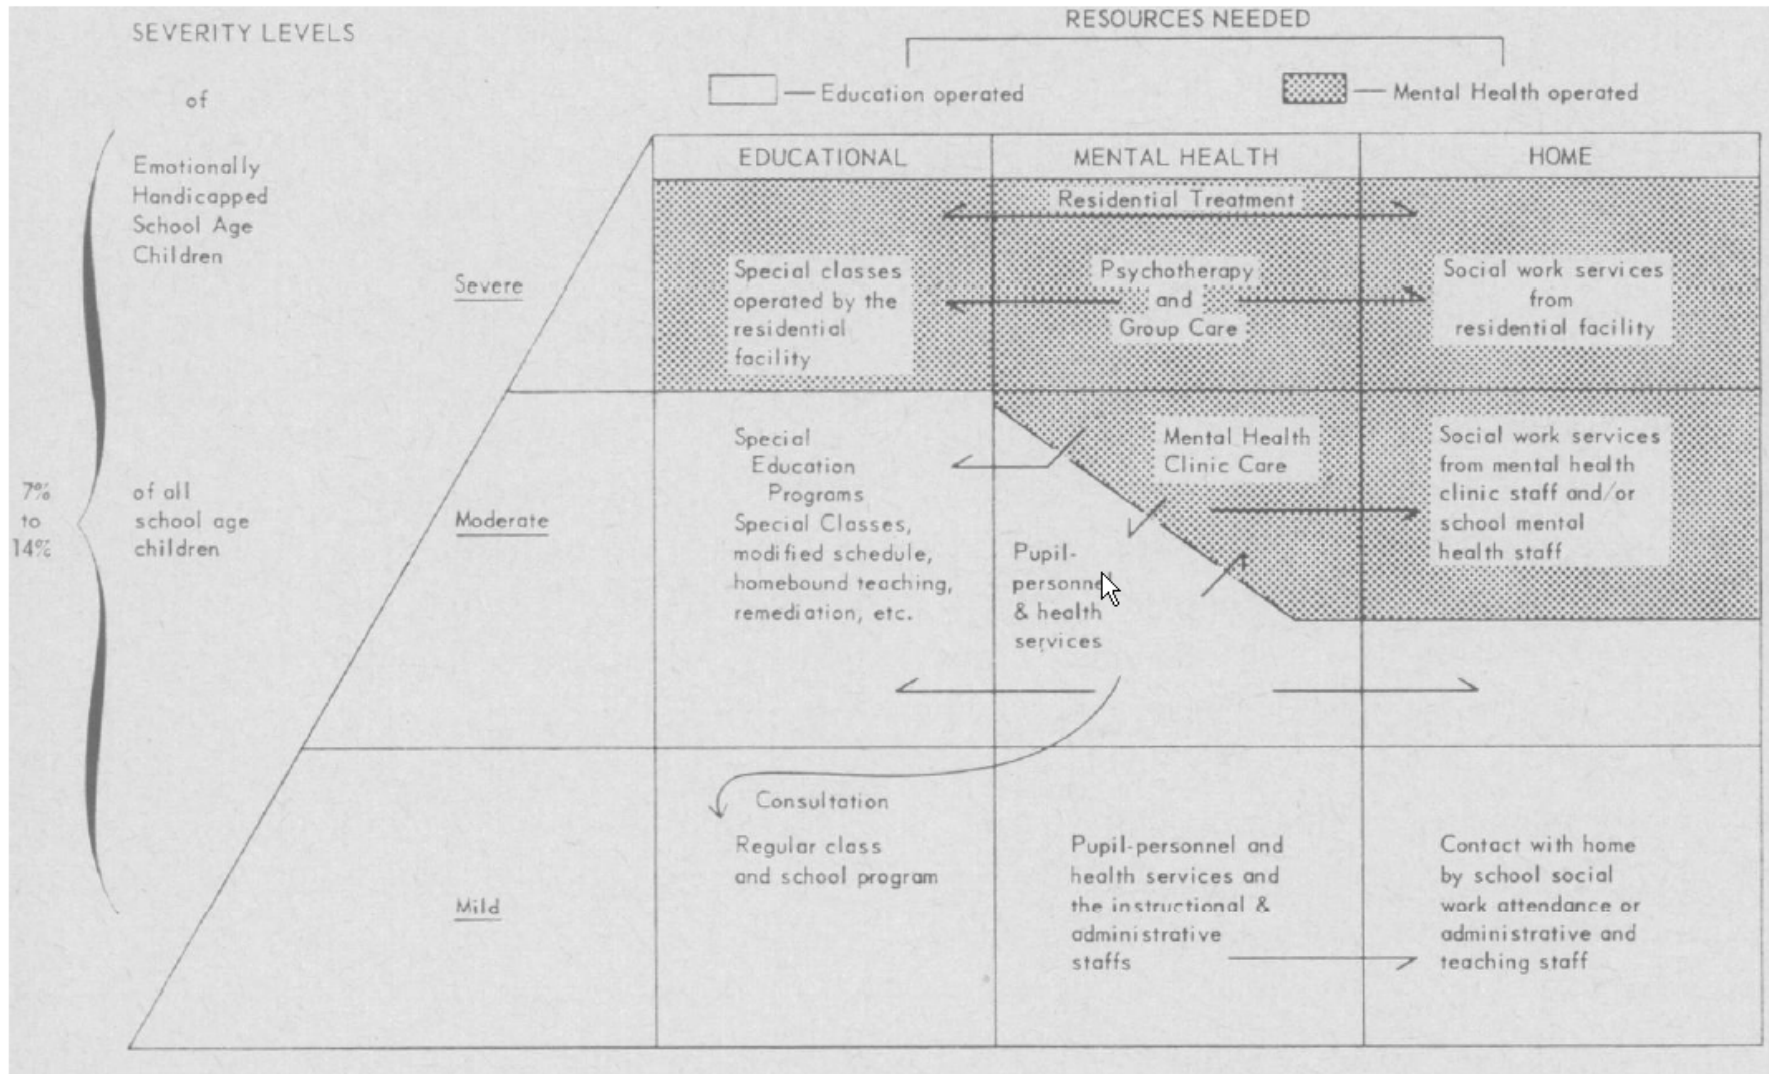 SEVERITY LEVELS
of
Emotionally
Handicapped
School Age
Children
7%
to
14%
of all
school age
children
RESOURCES NEEDED
— Education operated
— Mental Health operated
EDUCATIONAL
MENTAL HEALTH
HOME
Severe
Residential Treatment
Special classes
operated by the
residential
facility
Psychotherapy
and
Group Care
Social work services
from
residential facility
Moderate
Special
Education
Programs
Special Classes,
modified schedule,
homebound teaching,
remediation, etc.
Mental Health
Clinic Care
Pupil-
personnel
& health
services
Social work services
from mental health
clinic staff and/or
school mental
health staff
Mild
Consultation
Regular class
and school program
Pupil-personnel and
health services and
the instructional &
administrative
staffs
Contact with home
by school social
work attendance or
administrative and
teaching staff